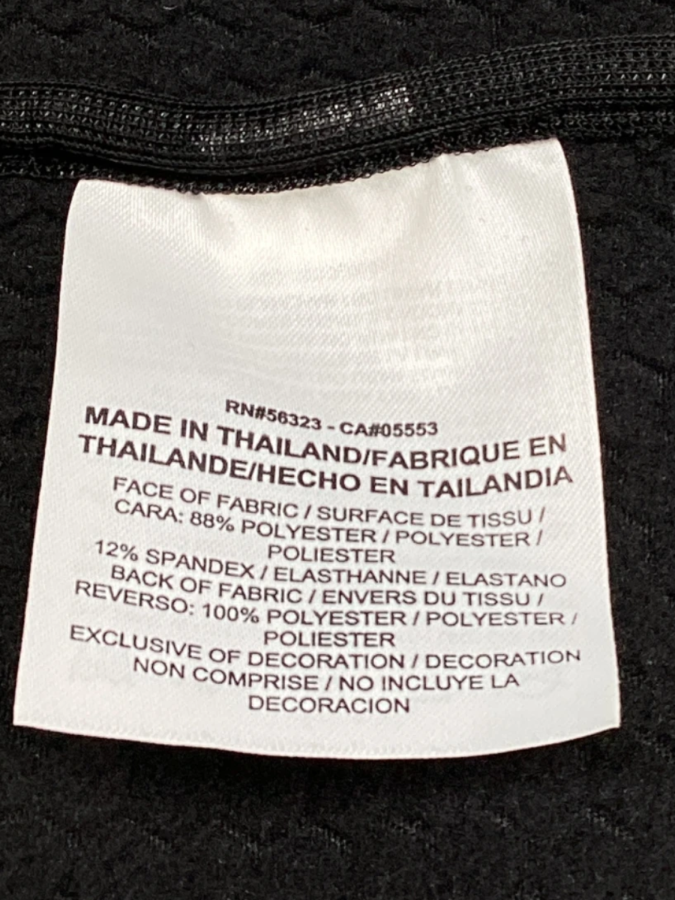 RN#56323 - CA#05553
MADE IN THAILAND/FABRIQUE EN
THAILANDE/HECHO EN TAILANDIA
FACE OF FABRIC / SURFACE DE TISSU /
CARA: 88% POLYESTER / POLYESTER /
POLIESTER
12% SPANDEX / ELASTHANNE / ELASTANO
BACK OF FABRIC / ENVERS DU TISSU /
REVERSO: 100% POLYESTER / POLYESTER /
POLIESTER
EXCLUSIVE OF DECORATION / DECORATION
NON COMPRISE / NO INCLUYE LA
DECORACION